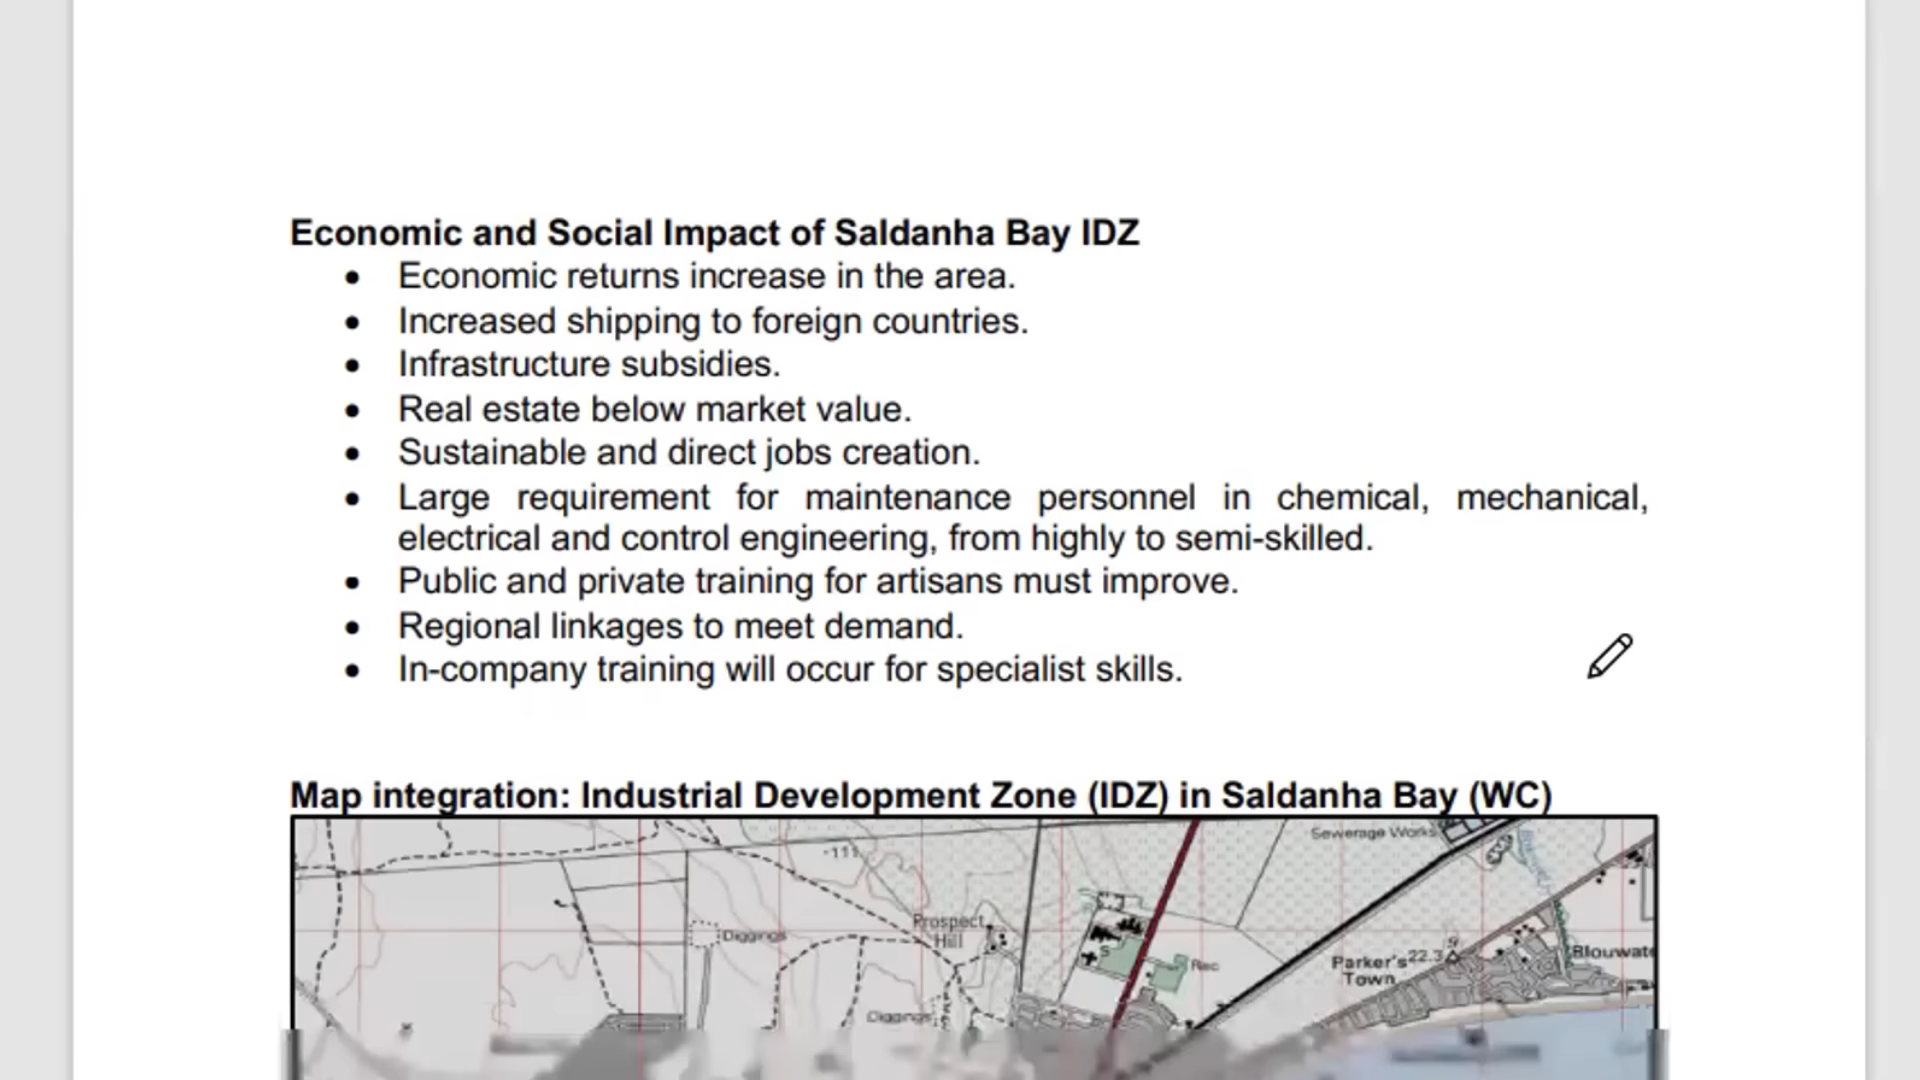 Economic and Social Impact of Saldanha Bay IDZ
• Economic returns increase in the area.
• Increased shipping to foreign countries.
• Infrastructure subsidies.
• Real estate below market value.
• Sustainable and direct jobs creation.
• Large requirement for maintenance personnel in chemical, mechanical,
electrical and control engineering, from highly to semi-skilled.
• Public and private training for artisans must improve.
• Regional linkages to meet demand.
• In-company training will occur for specialist skills.
Map integration: Industrial Development Zone (IDZ) in Saldanha Bay (WC)
Sewerage Works
·111
Prospect
Hill
Diggings
S
Rec
Parker's
Town
22.3
9
Blouwate
Diggings